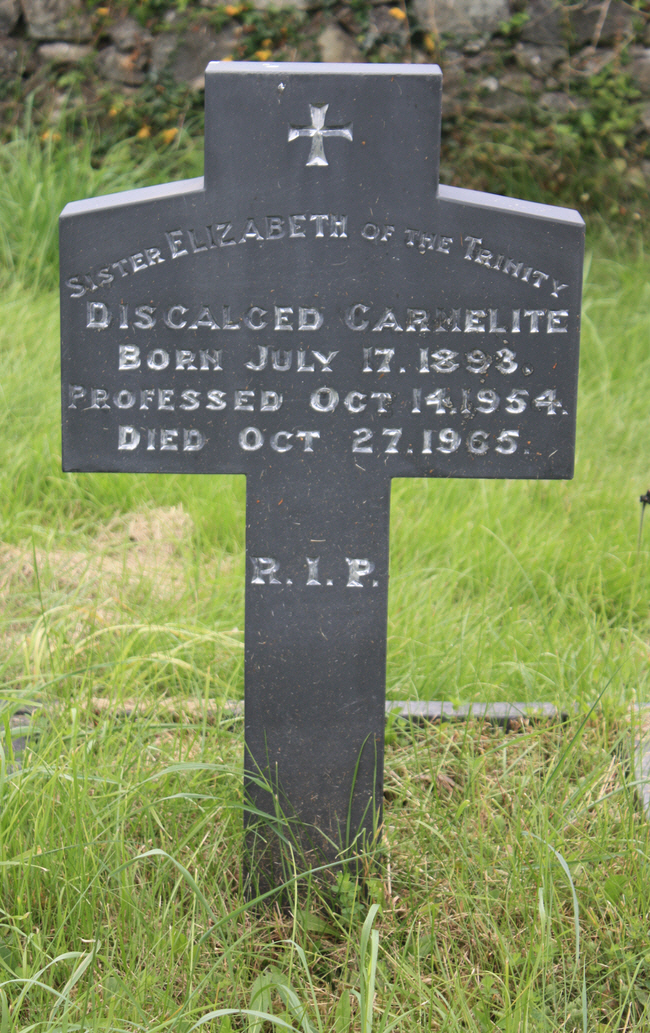 Sister Elizabeth of the Trinity
Discalced Carmelite
Born July 17. 1893.
Professed Oct 14. 1954.
Died Oct 27. 1965.
R. I. P.